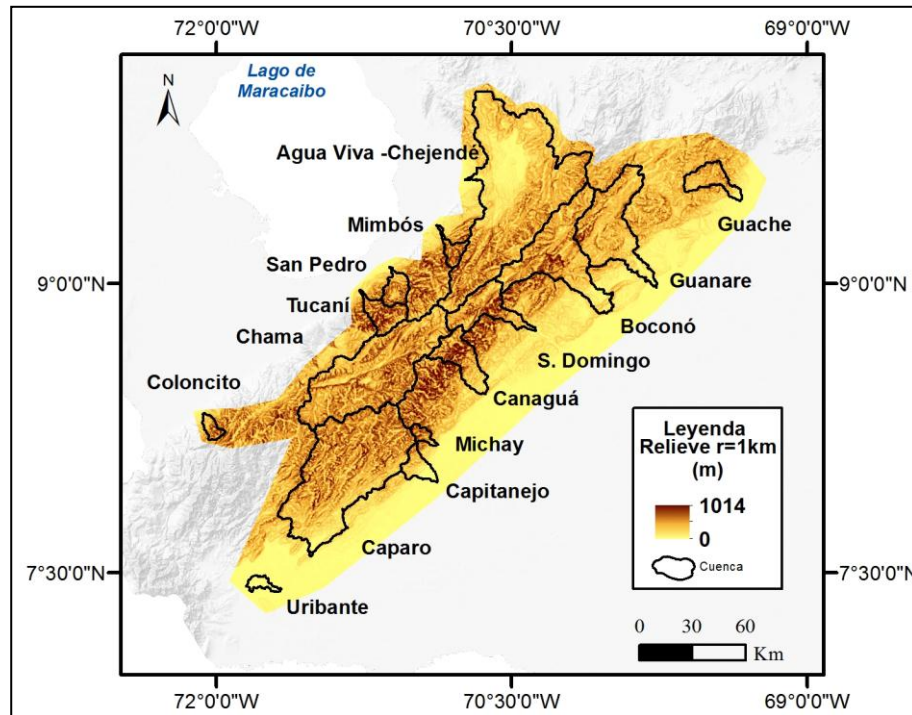 72°0'0"W
70°30'0"W
69°0'0"W
Lago de
Maracaibo
N
Agua Viva -Chejendé
Mimbós
Guache
San Pedro
9°0'0"N
Guanare
9°0'0"N
Tucaní
Boconó
Chama
S. Domingo
Coloncito
Canaguá
Michay
Capitanejo
Caparo
Uribante
Leyenda
Relieve r=1km
(m)
1014
0
Cuenca
7°30'0"N
7°30'0"N
0 30 60
Km
72°0'0"W
70°30'0"W
69°0'0"W